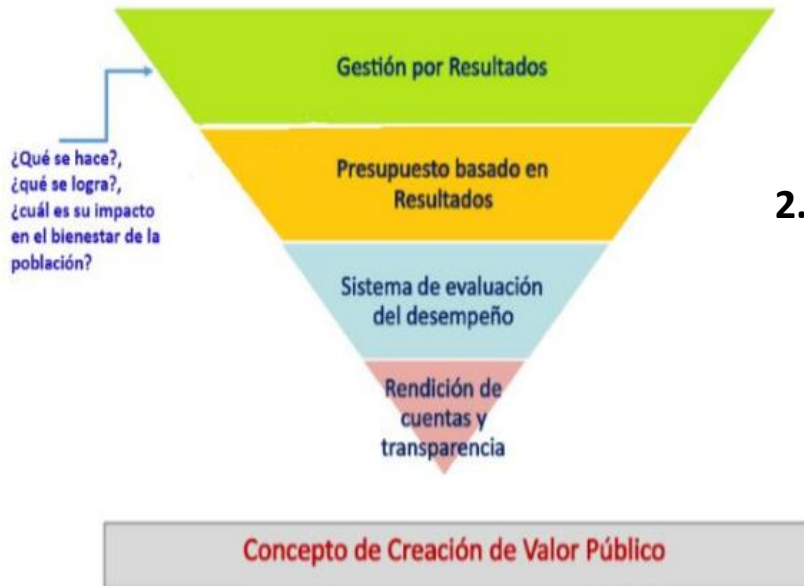 Gestión por Resultados
¿Qué se hace?,
¿qué se logra?,
¿cuál es su impacto
en el bienestar de la
población?
Presupuesto basado en
Resultados
2.
Sistema de evaluación
del desempeño
Rendición de
cuentas y
transparencia
Concepto de Creación de Valor Público